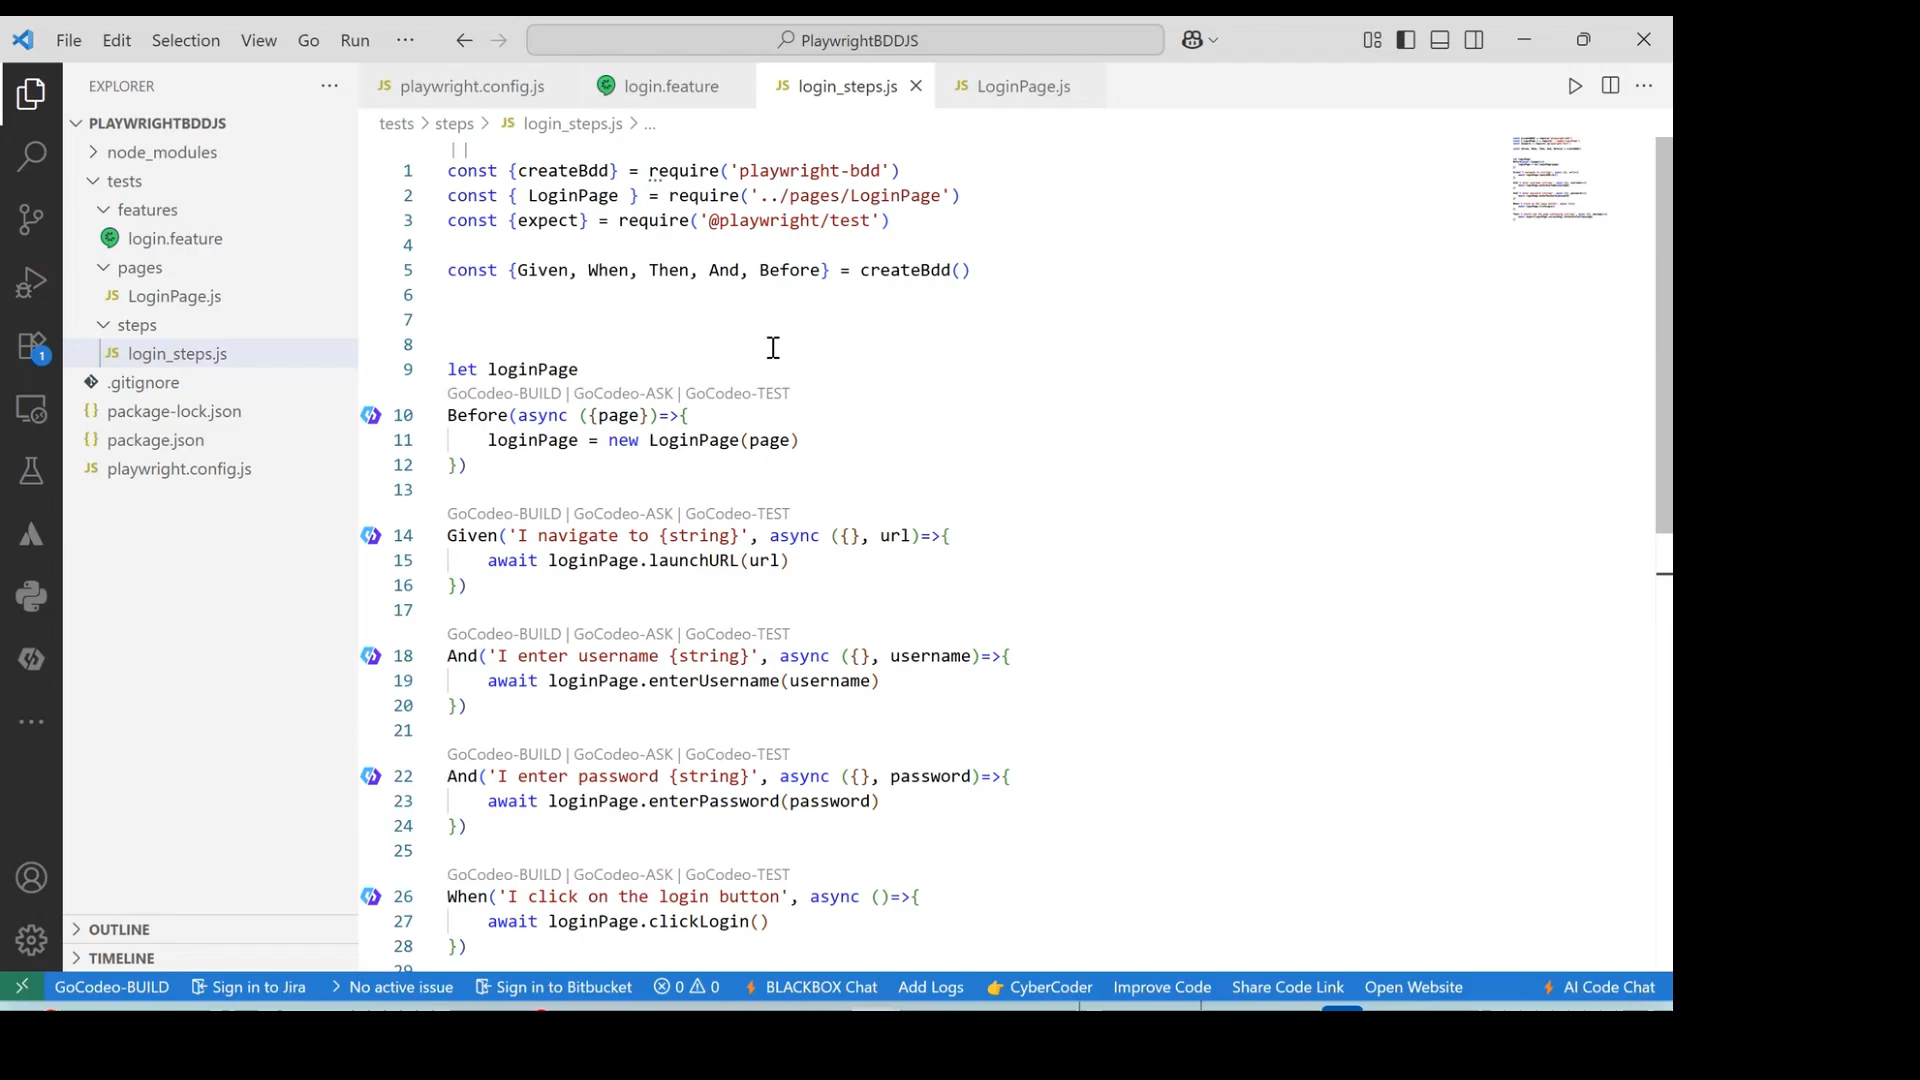 File Edit Selection View Go Run ··· PlaywrightBDDJS
EXPLORER ···
playwright.config.js login.feature login_steps.js LoginPage.js
tests > steps > JS login_steps.js > ...
PLAYWRIGHTBDDJS
node_modules
tests
features
login.feature
pages
JS LoginPage.js
steps
JS login_steps.js
.gitignore
{} package-lock.json
{} package.json
JS playwright.config.js
OUTLINE
TIMELINE
1
1 const {createBdd} = require('playwright-bdd')
2 const { LoginPage } = require('../pages/LoginPage')
3 const {expect} = require('@playwright/test')
4
5 const {Given, When, Then, And, Before} = createBdd()
6
7
8
9 let loginPage
GoCodeo-BUILD | GoCodeo-ASK | GoCodeo-TEST
10 Before(async ({page})=>{
11 loginPage = new LoginPage(page)
12 })
13
GoCodeo-BUILD | GoCodeo-ASK | GoCodeo-TEST
14 Given('I navigate to {string}', async ({}, url)=>{
15 await loginPage.launchURL(url)
16 })
17
GoCodeo-BUILD | GoCodeo-ASK | GoCodeo-TEST
18 And('I enter username {string}', async ({}, username)=>{
19 await loginPage.enterUsername(username)
20 })
21
GoCodeo-BUILD | GoCodeo-ASK | GoCodeo-TEST
22 And('I enter password {string}', async ({}, password)=>{
23 await loginPage.enterPassword(password)
24 })
25
GoCodeo-BUILD | GoCodeo-ASK | GoCodeo-TEST
26 When('I click on the login button', async ()=>{
27 await loginPage.clickLogin()
28 })
29
GoCodeo-BUILD Sign in to Jira No active issue Sign in to Bitbucket 0 0 BLACKBOX Chat Add Logs CyberCoder Improve Code Share Code Link Open Website AI Code Chat